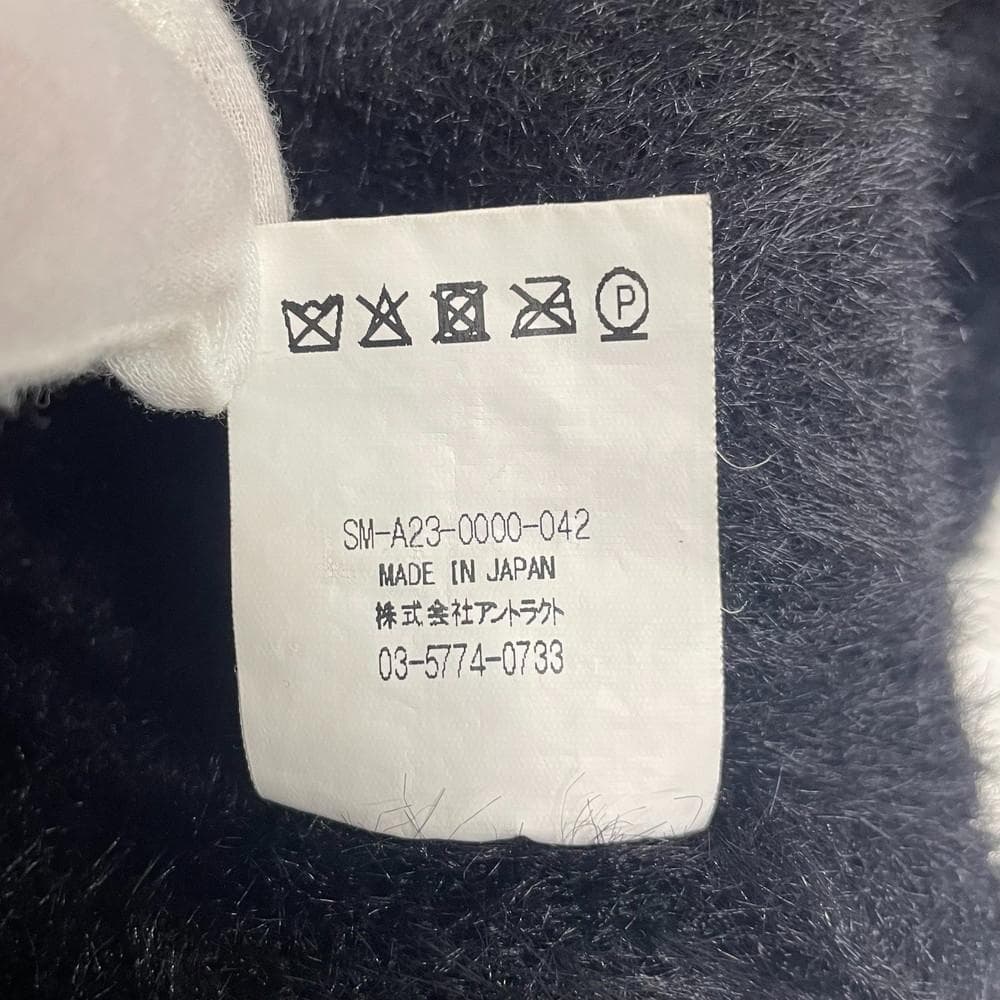 P
SM-A23-0000-042
MADE IN JAPAN
株式会社アントラクト
03-5774-0733